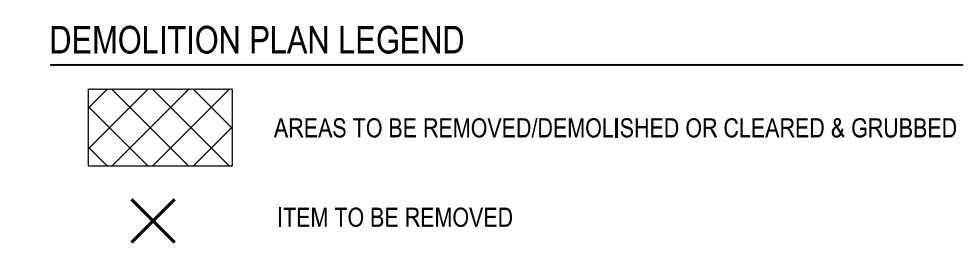 DEMOLITION PLAN LEGEND
AREAS TO BE REMOVED/DEMOLISHED OR CLEARED & GRUBBED
ITEM TO BE REMOVED